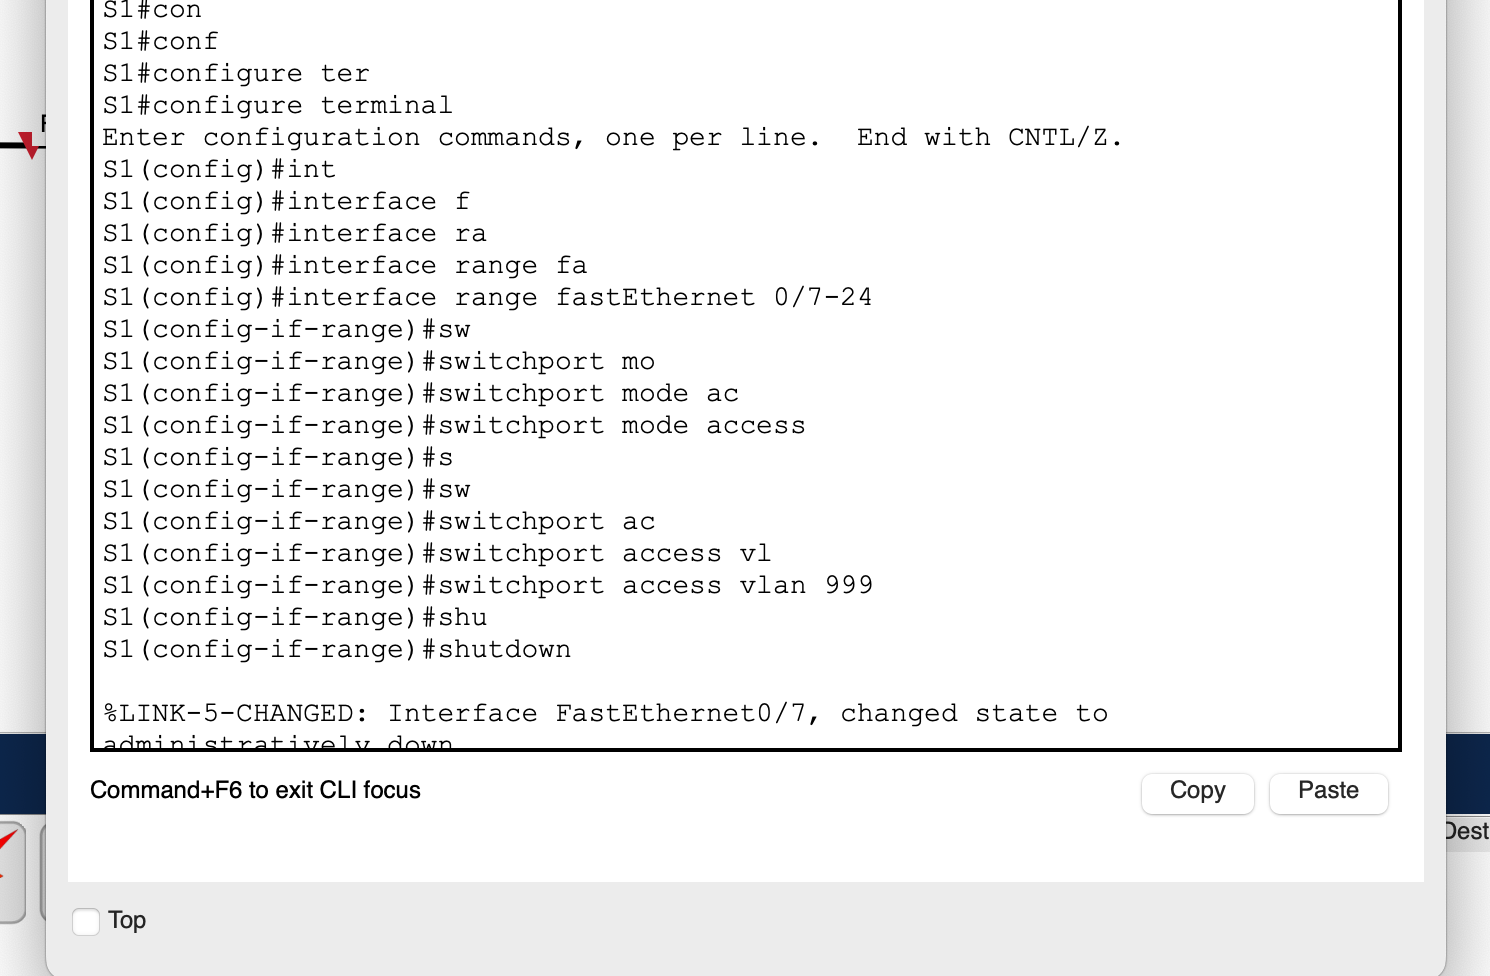 S1#con
S1#conf
S1#configure ter
S1#configure terminal
Enter configuration commands, one per line.  End with CNTL/Z.
S1(config)#int
S1(config)#interface f
S1(config)#interface ra
S1(config)#interface range fa
S1(config)#interface range fastEthernet 0/7-24
S1(config-if-range)#sw
S1(config-if-range)#switchport mo
S1(config-if-range)#switchport mode ac
S1(config-if-range)#switchport mode access
S1(config-if-range)#s
S1(config-if-range)#sw
S1(config-if-range)#switchport ac
S1(config-if-range)#switchport access vl
S1(config-if-range)#switchport access vlan 999
S1(config-if-range)#shu
S1(config-if-range)#shutdown
%LINK-5-CHANGED: Interface FastEthernet0/7, changed state to
administratively down
Command+F6 to exit CLI focus
Copy
Paste
Dest
Top